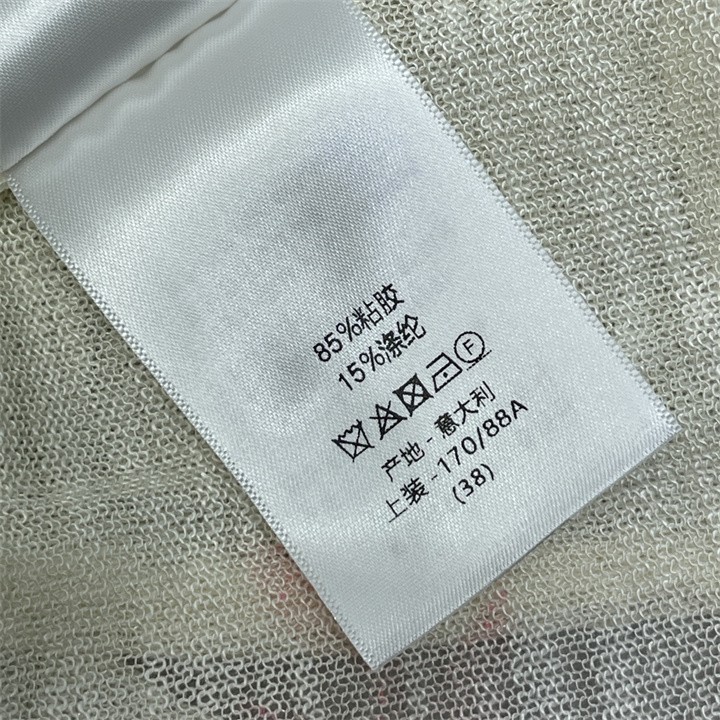 85%粘胶
15%涤纶
F
产地-意大利
上装-170/88A
(38)